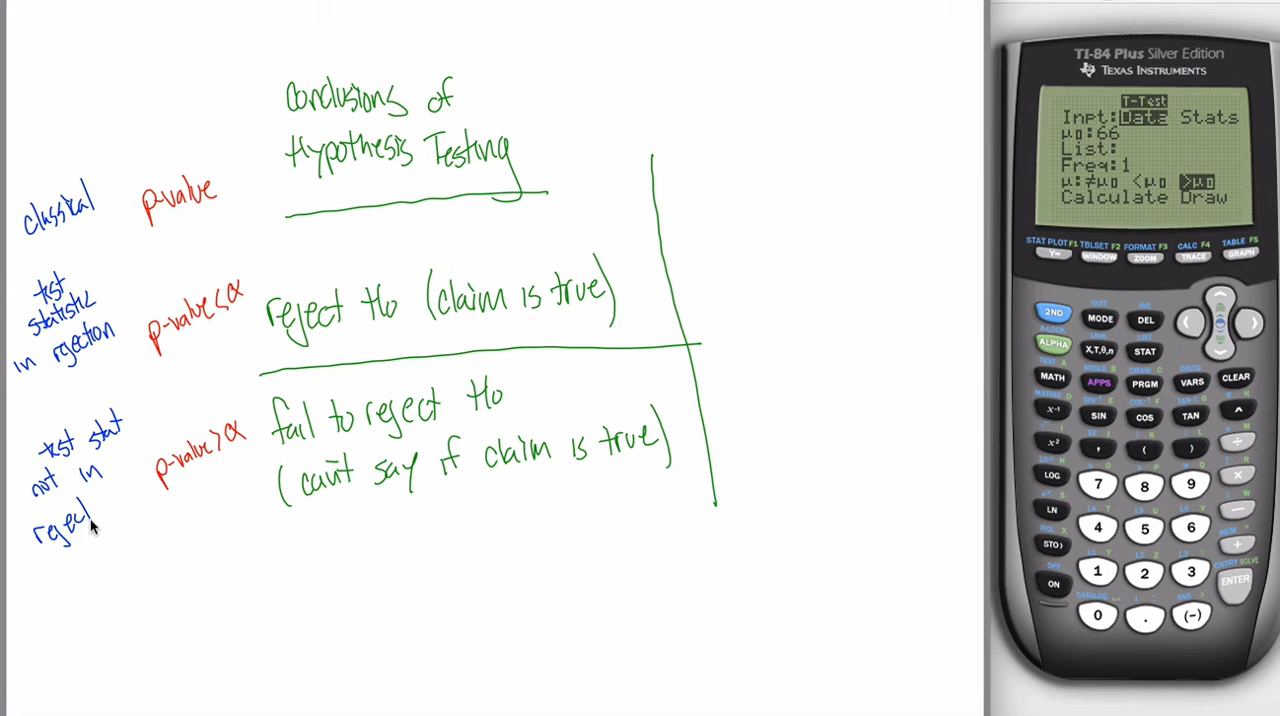 Conclusions of
Hypothesis Testing
classical
p-value
test
statistic
in rejection
p-value < α
reject Ho (claim is true)
test stat
not in
reject
p-value > α
fail to reject Ho
(can't say if claim is true)
TI-84 Plus Silver Edition
TEXAS INSTRUMENTS
T-Test
Inpt:Data Stats
μ0:66
List:
Freq:1
μ:≠μ0 <μ0 >μ0
Calculate Draw
STAT PLOT F1 TBLSET F2 FORMAT F3 CALC F4 TABLE F5
Y= WINDOW ZOOM TRACE GRAPH
QUIT INS
2ND MODE DEL
A-LOCK LINK LIST
ALPHA X,T,θ,n STAT
TEST A ANGLE B DRAW C DISTR
MATH APPS PRGM VARS CLEAR
MATRIX D SIN⁻¹ E COS⁻¹ F TAN⁻¹ G π H
x⁻¹ SIN COS TAN ^
√ I EE J { K } L e M
x² , ( ) ÷
10ˣ N u O v P w Q [ R
LOG 7 8 9 ×
eˣ S L4 T L5 U L6 V ] W
LN 4 5 6 −
RCL X L1 Y L2 Z L3 θ MEM "
STO› 1 2 3 +
OFF CATALOG i : ANS ? ENTRY SOLVE
ON 0 . (-) ENTER